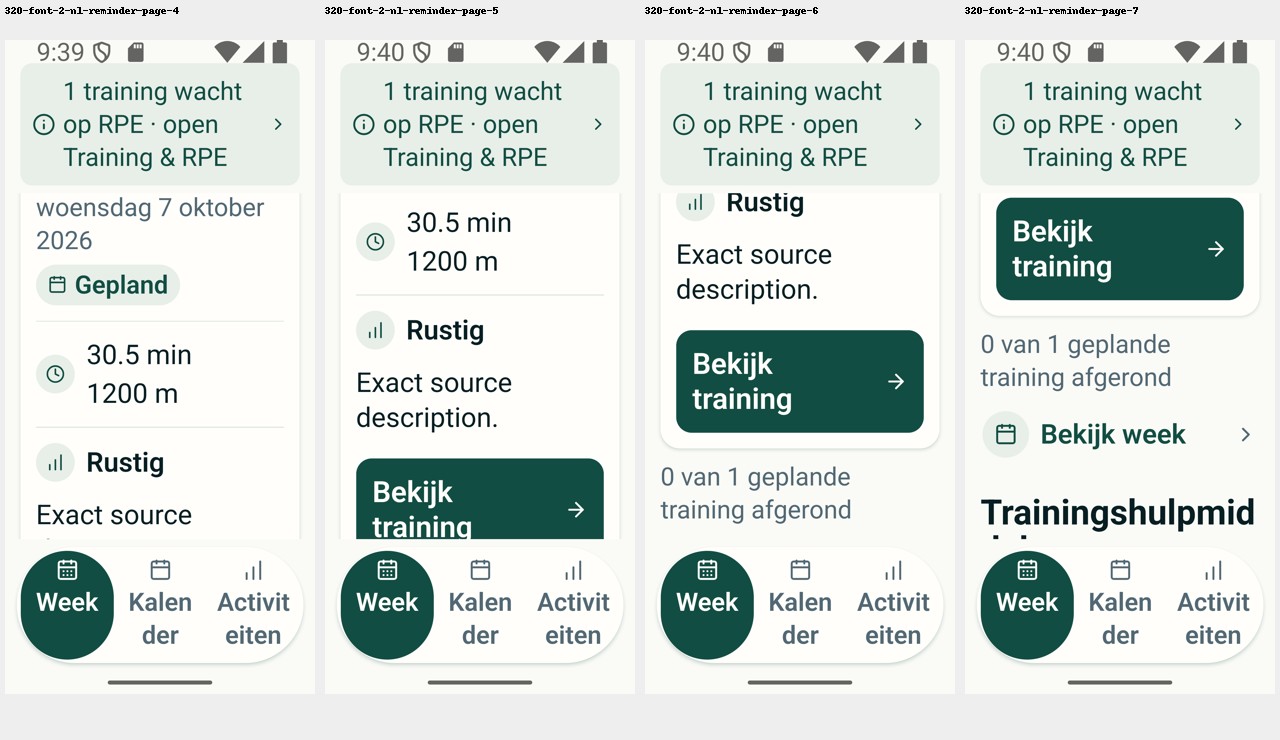 320-font-2-nl-reminder-page-4
9:39
1 training wacht
op RPE · open
Training & RPE
woensdag 7 oktober
2026
Gepland
30.5 min
1200 m
Rustig
Exact source
Week
Kalen
der
Activit
eiten
320-font-2-nl-reminder-page-5
9:40
1 training wacht
op RPE · open
Training & RPE
30.5 min
1200 m
Rustig
Exact source
description.
Bekijk
training
Week
Kalen
der
Activit
eiten
320-font-2-nl-reminder-page-6
9:40
1 training wacht
op RPE · open
Training & RPE
Rustig
Exact source
description.
Bekijk
training
0 van 1 geplande
training afgerond
Week
Kalen
der
Activit
eiten
320-font-2-nl-reminder-page-7
9:40
1 training wacht
op RPE · open
Training & RPE
Bekijk
training
0 van 1 geplande
training afgerond
Bekijk week
Trainingshulpmid
Week
Kalen
der
Activit
eiten